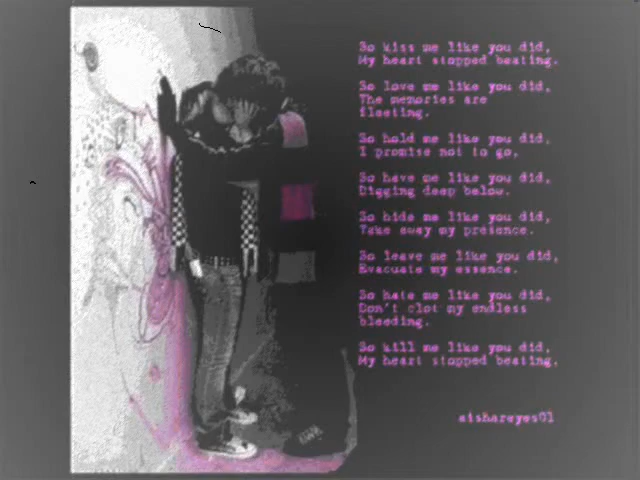 So kiss me like you did,
My heart stopped beating.
So love me like you did,
The memories are
fleeting.
So hold me like you did,
I promise not to go,
So have me like you did,
Digging deep below.
So hide me like you did,
Take away my presence.
So leave me like you did,
Evacuate my essence.
So hate me like you did,
Don't clot my endless
bleeding.
So kill me like you did,
My heart stopped beating.
aishareyes01